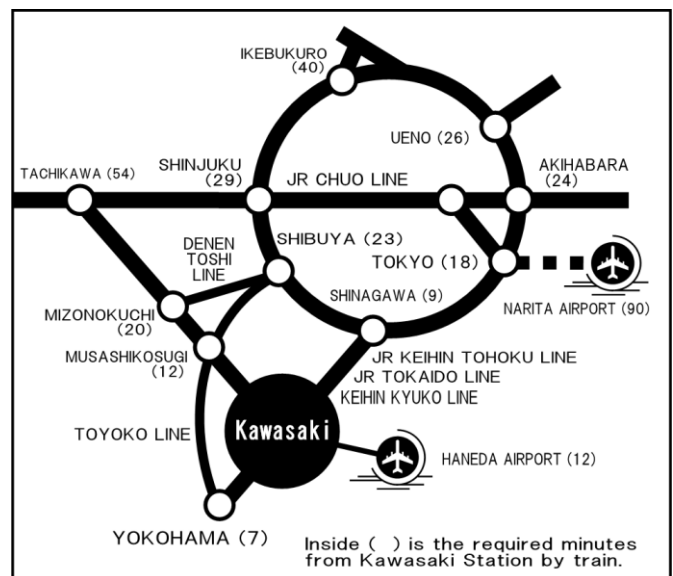 IKEBUKURO
(40)
UENO (26)
TACHIKAWA (54)
SHINJUKU
(29)
JR CHUO LINE
AKIHABARA
(24)
DENEN
TOSHI
LINE
SHIBUYA (23)
TOKYO (18)
SHINAGAWA (9)
NARITA AIRPORT (90)
MIZONOKUCHI
(20)
MUSASHIKOSUGI
(12)
JR KEIHIN TOHOKU LINE
JR TOKAIDO LINE
KEIHIN KYUKO LINE
Kawasaki
TOYOKO LINE
HANEDA AIRPORT (12)
YOKOHAMA (7)
Inside ( ) is the required minutes
from Kawasaki Station by train.